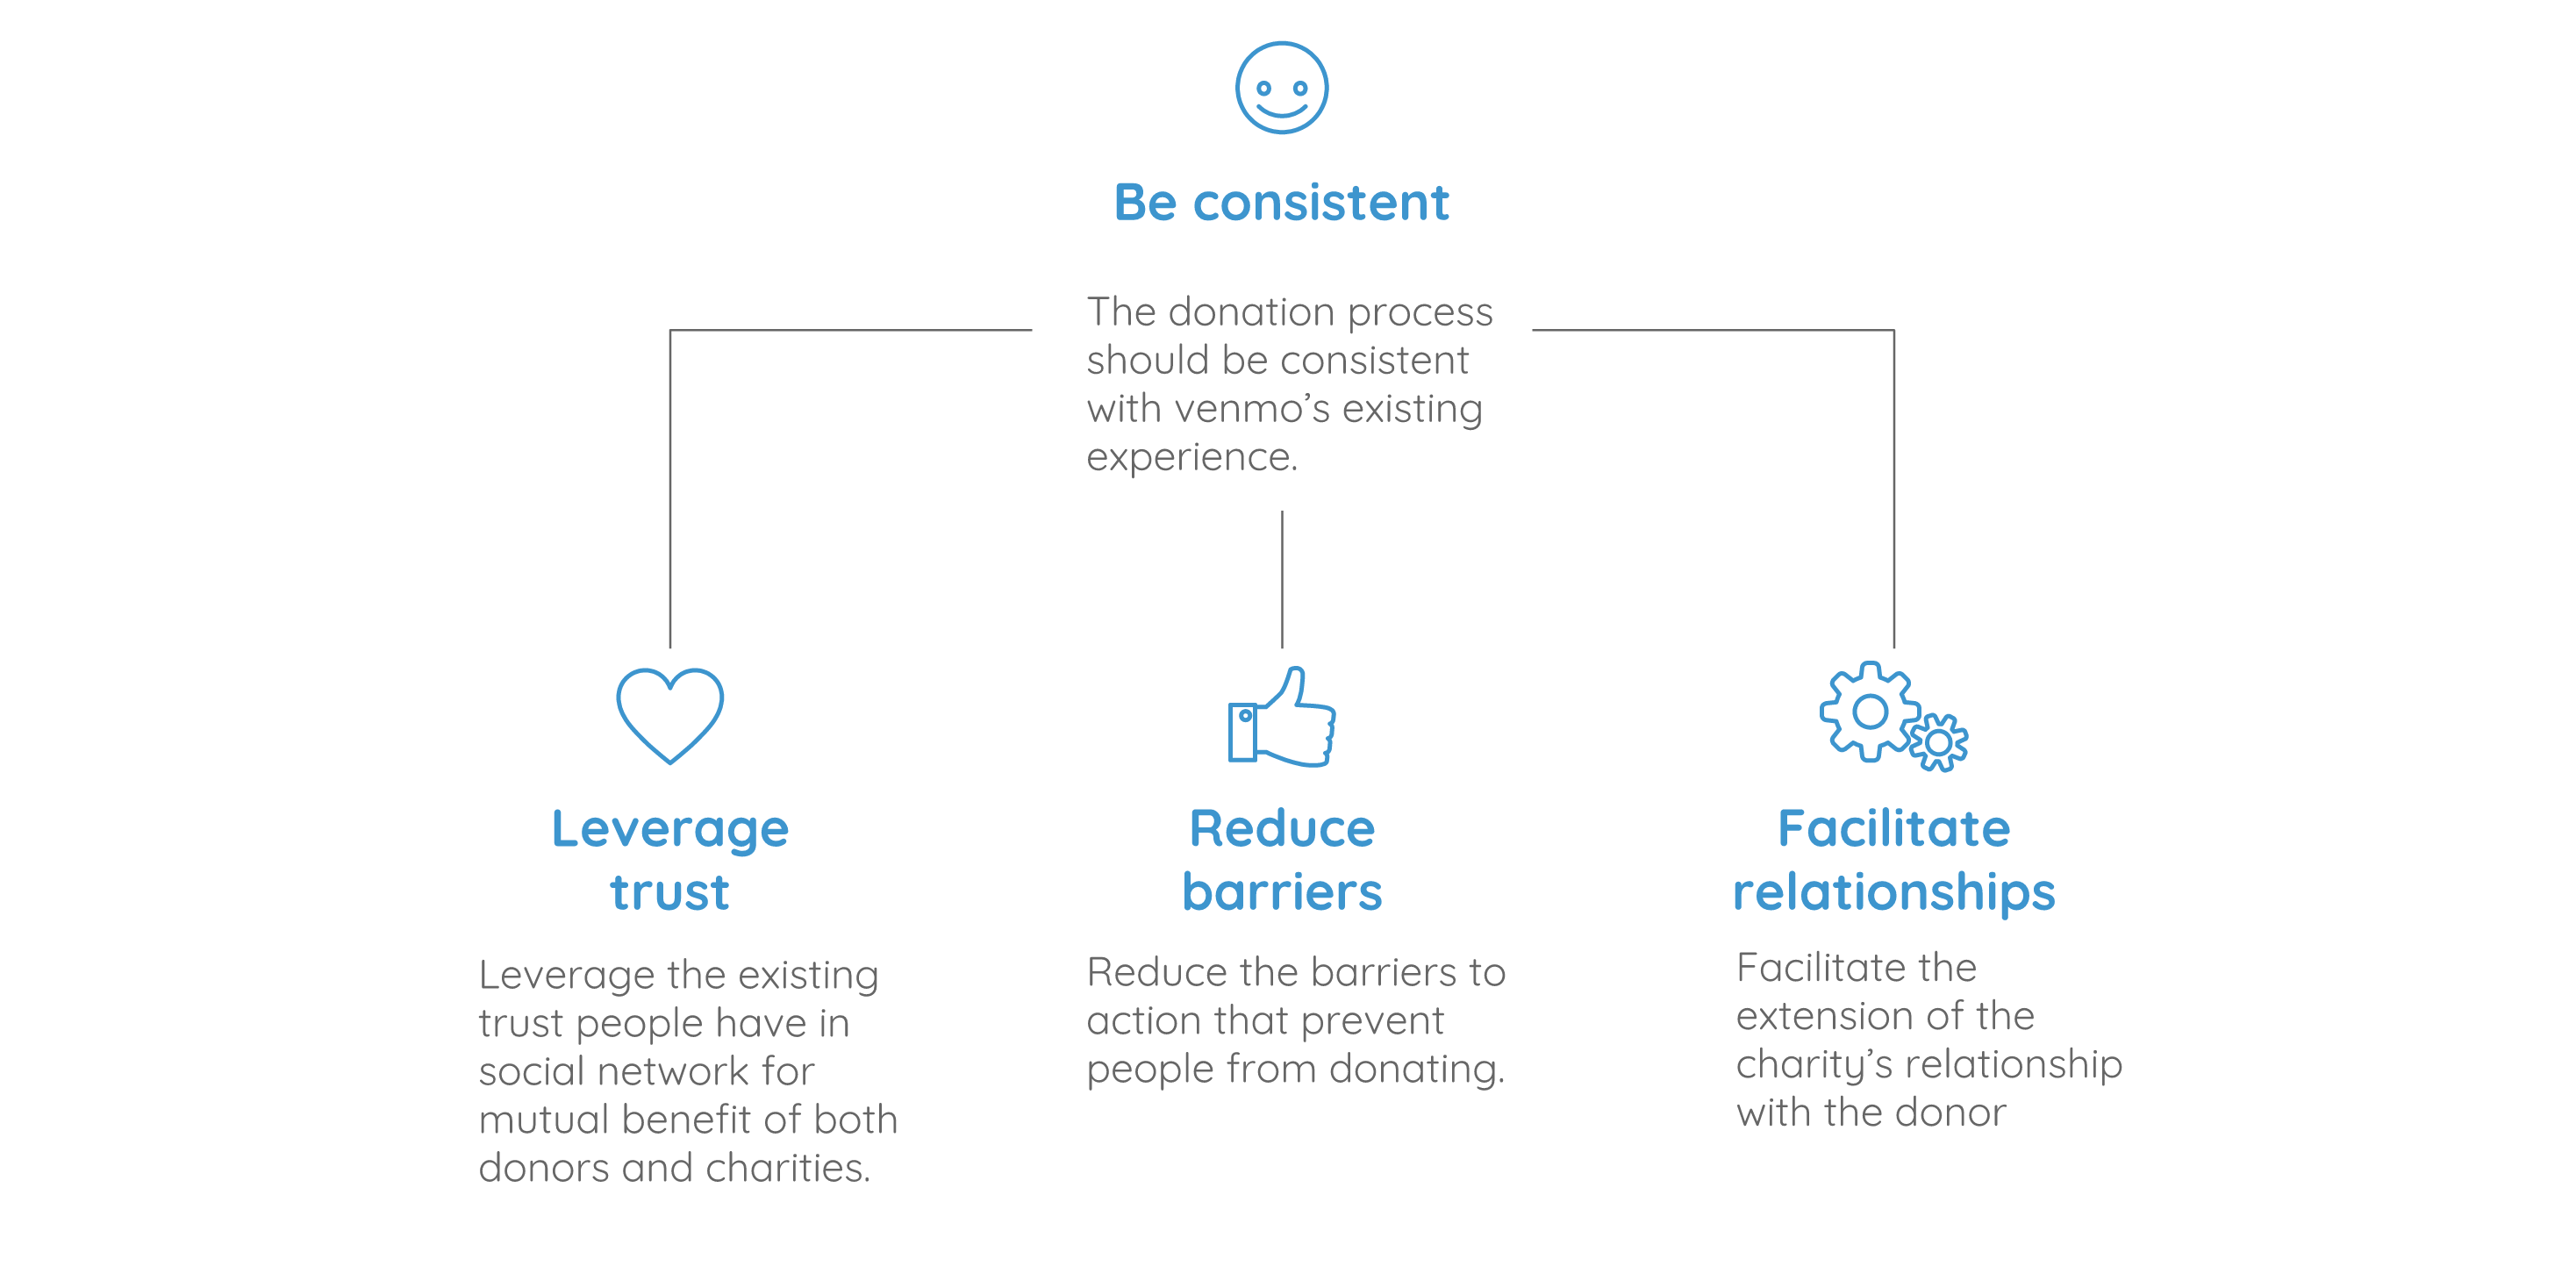 Be consistent
The donation process
should be consistent
with venmo’s existing
experience.
Leverage
trust
Leverage the existing
trust people have in
social network for
mutual benefit of both
donors and charities.
Reduce
barriers
Reduce the barriers to
action that prevent
people from donating.
Facilitate
relationships
Facilitate the
extension of the
charity’s relationship
with the donor